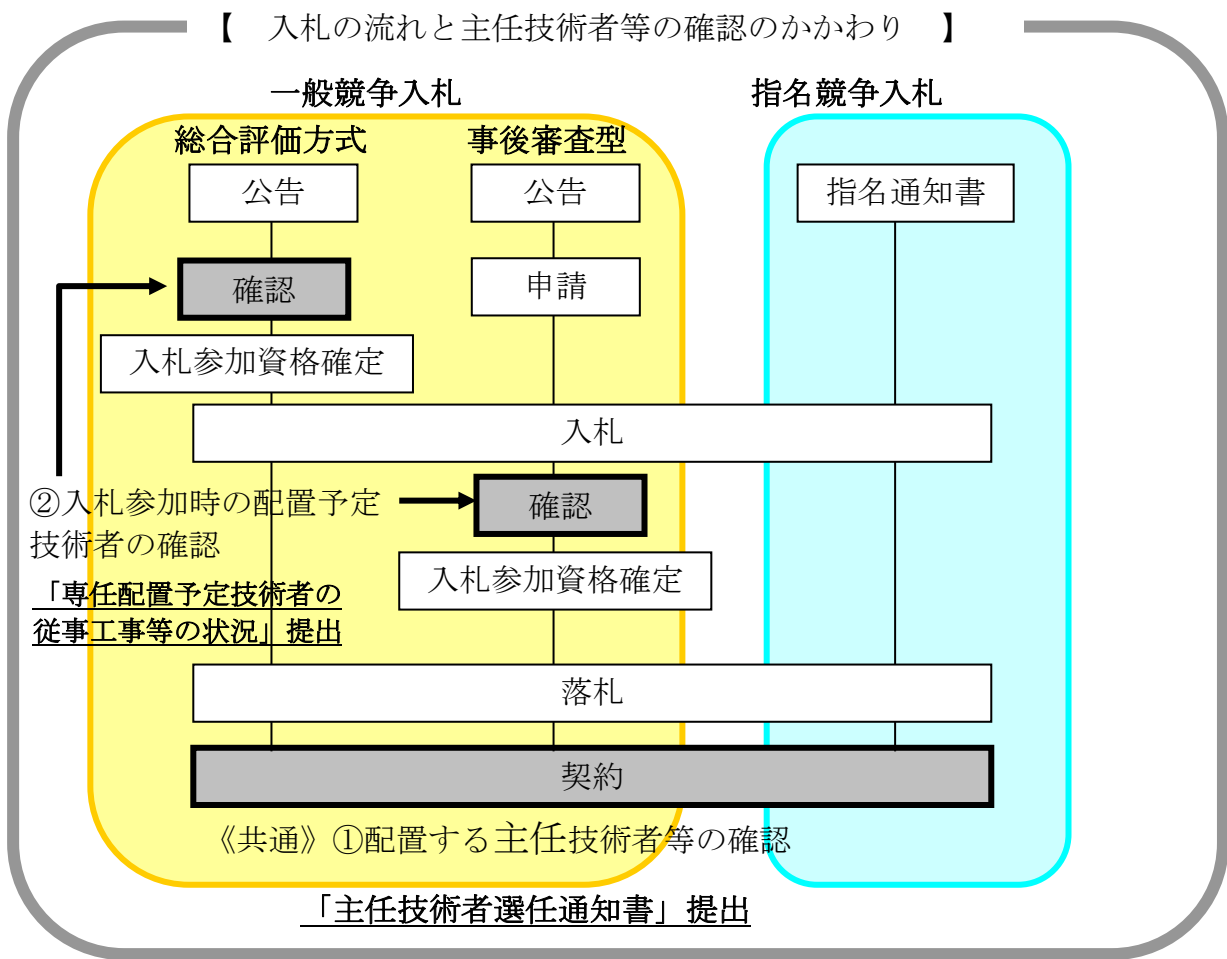 【 入札の流れと主任技術者等の確認のかかわり 】
一般競争入札 指名競争入札
総合評価方式 事後審査型
公告 公告 指名通知書
確認 申請
入札参加資格確定
入札
②入札参加時の配置予定
技術者の確認
確認
「専任配置予定技術者の
従事工事等の状況」提出
入札参加資格確定
落札
契約
《共通》①配置する主任技術者等の確認
「主任技術者選任通知書」提出